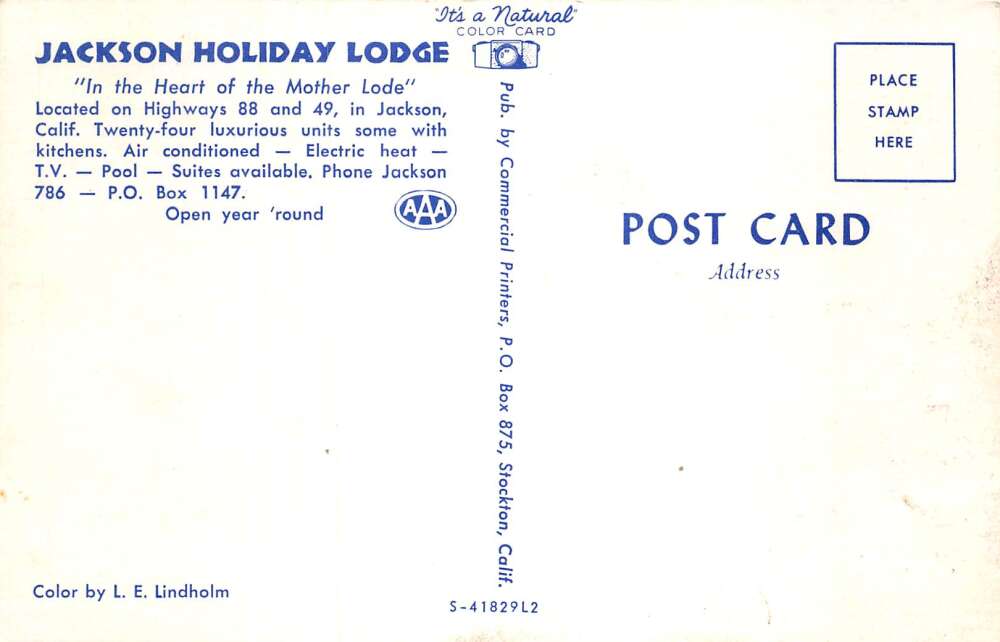 "It's a Natural"
COLOR CARD
JACKSON HOLIDAY LODGE
"In the Heart of the Mother Lode"
Located on Highways 88 and 49, in Jackson,
Calif. Twenty-four luxurious units some with
kitchens. Air conditioned — Electric heat —
T.V. — Pool — Suites available. Phone Jackson
786 — P.O. Box 1147.
Open year 'round
AAA
Pub. by Commercial Printers, P.O. Box 875, Stockton, Calif.
PLACE
STAMP
HERE
POST CARD
Address
Color by L. E. Lindholm
S-41829L2